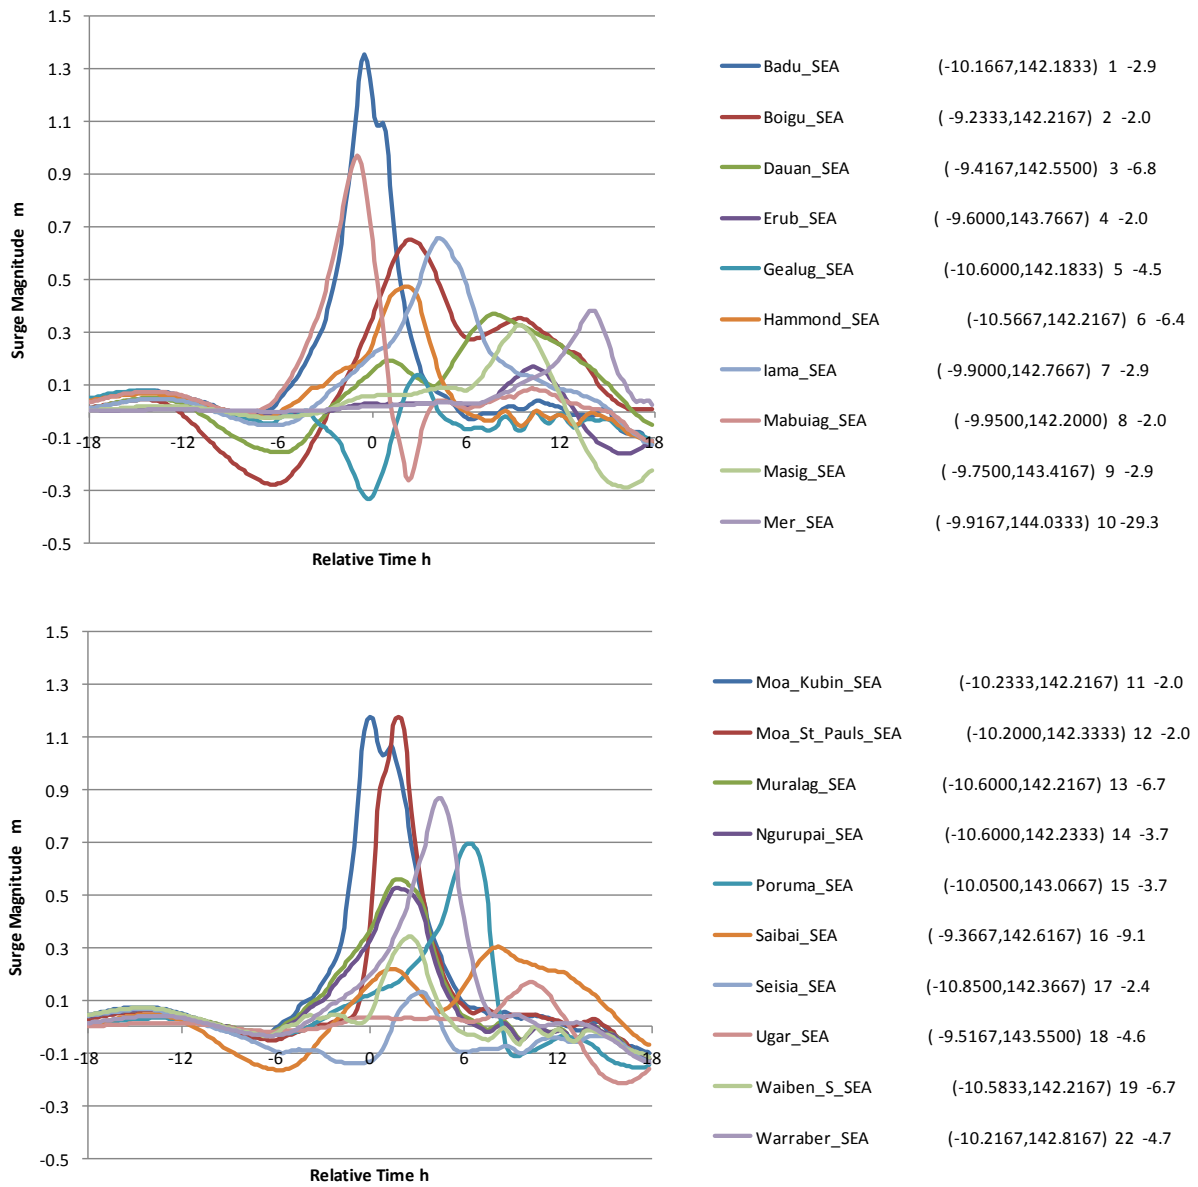 1.5
1.3
1.1
0.9
0.7
0.5
0.3
0.1
-0.1
-0.3
-0.5
Surge Magnitude m
-18 -12 -6 0 6 12 18
Relative Time h
Badu_SEA (-10.1667,142.1833) 1 -2.9
Boigu_SEA ( -9.2333,142.2167) 2 -2.0
Dauan_SEA ( -9.4167,142.5500) 3 -6.8
Erub_SEA ( -9.6000,143.7667) 4 -2.0
Gealug_SEA (-10.6000,142.1833) 5 -4.5
Hammond_SEA (-10.5667,142.2167) 6 -6.4
Iama_SEA ( -9.9000,142.7667) 7 -2.9
Mabuiag_SEA ( -9.9500,142.2000) 8 -2.0
Masig_SEA ( -9.7500,143.4167) 9 -2.9
Mer_SEA ( -9.9167,144.0333) 10 -29.3
1.5
1.3
1.1
0.9
0.7
0.5
0.3
0.1
-0.1
-0.3
-0.5
Surge Magnitude m
-18 -12 -6 0 6 12 18
Relative Time h
Moa_Kubin_SEA (-10.2333,142.2167) 11 -2.0
Moa_St_Pauls_SEA (-10.2000,142.3333) 12 -2.0
Muralag_SEA (-10.6000,142.2167) 13 -6.7
Ngurupai_SEA (-10.6000,142.2333) 14 -3.7
Poruma_SEA (-10.0500,143.0667) 15 -3.7
Saibai_SEA ( -9.3667,142.6167) 16 -9.1
Seisia_SEA (-10.8500,142.3667) 17 -2.4
Ugar_SEA ( -9.5167,143.5500) 18 -4.6
Waiben_S_SEA (-10.5833,142.2167) 19 -6.7
Warraber_SEA (-10.2167,142.8167) 22 -4.7